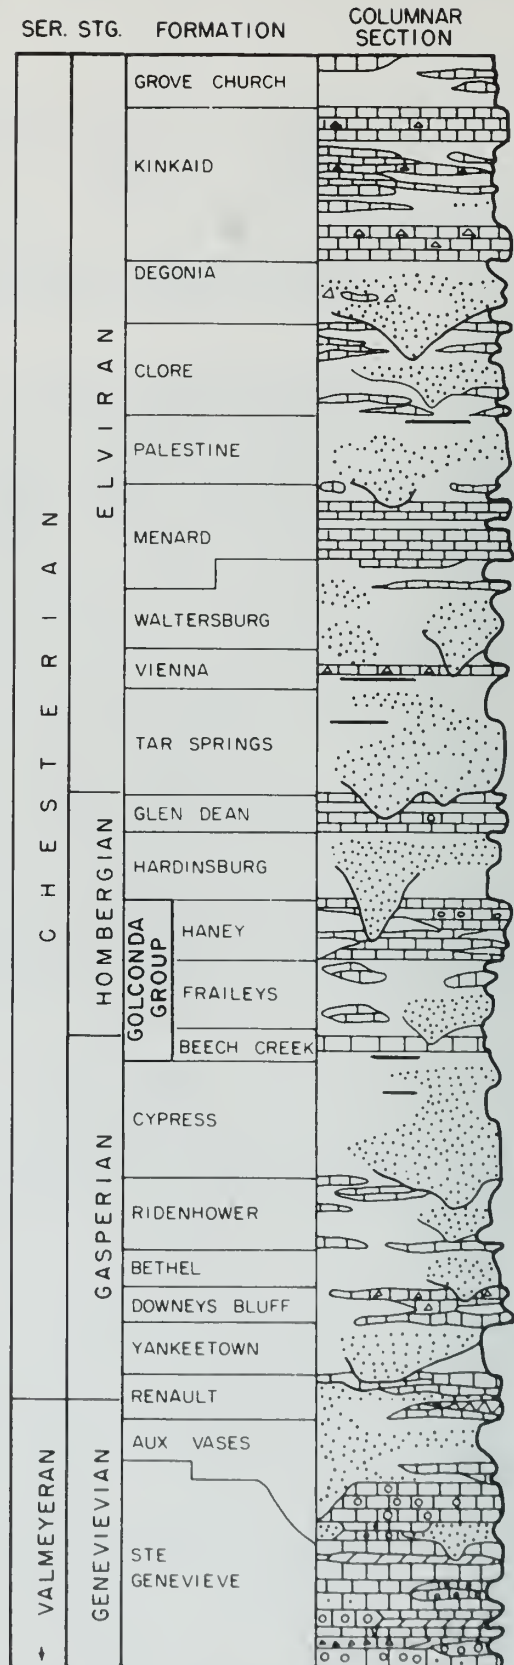 SER. STG. FORMATION COLUMNAR SECTION
CHESTERIAN
VALMEYERAN
ELVIRAN
HOMBERGIAN
GASPERIAN
GENEVIEVIAN
GROVE CHURCH
KINKAID
DEGONIA
CLORE
PALESTINE
MENARD
WALTERSBURG
VIENNA
TAR SPRINGS
GLEN DEAN
HARDINSBURG
GOLCONDA GROUP
HANEY
FRAILEYS
BEECH CREEK
CYPRESS
RIDENHOWER
BETHEL
DOWNEYS BLUFF
YANKEETOWN
RENAULT
AUX VASES
STE
GENEVIEVE